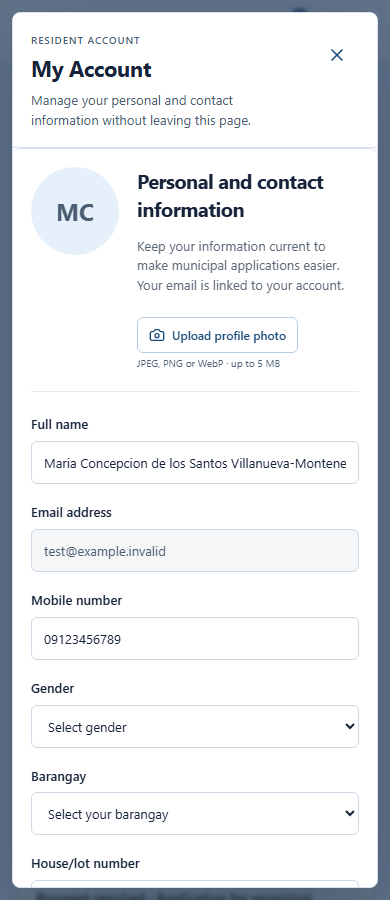 RESIDENT ACCOUNT
My Account
Manage your personal and contact
information without leaving this page.
MC
Personal and contact
information
Keep your information current to
make municipal applications easier.
Your email is linked to your account.
Upload profile photo
JPEG, PNG or WebP · up to 5 MB
Full name
Maria Concepcion de los Santos Villanueva-Montene
Email address
test@example.invalid
Mobile number
09123456789
Gender
Select gender
Barangay
Select your barangay
House/lot number